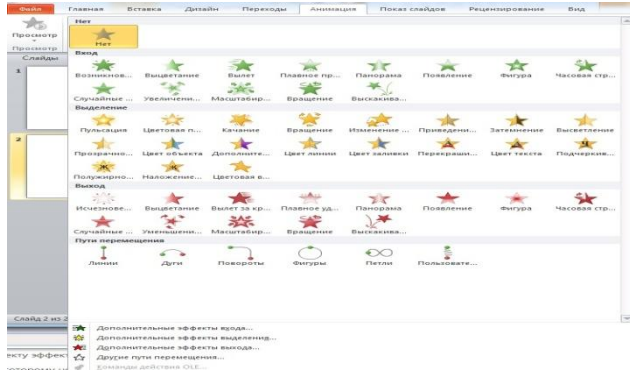 Файл Главная Вставка Дизайн Переходы Анимация Показ слайдов Рецензирование Вид
Нет
Просмотр
Нет
Просмотр
Вход
Слайды
1
Возникнов... Выцветание Вылет Плавное пр... Панорама Появление Фигура Часовая стр...
Случайные ... Увеличени... Масштабир... Вращение Выскакива...
Выделение
2
Пульсация Цветовая п... Качание Вращение Изменение ... Приведени... Затемнение Высветление
Прозрачно... Цвет объекта Дополните... Цвет линии Цвет заливки Перекраши... Цвет текста Подчеркив...
Полужирно... Наложение... Цветовая в...
Выход
Исчезнове... Выцветание Вылет за кр... Плавное уд... Панорама Появление Фигура Часовая стр...
Случайные ... Уменьшени... Масштабир... Вращение Выскакива...
Пути перемещения
Линии Дуги Повороты Фигуры Петли Пользовате...
Слайд 2 из 2
Дополнительные эффекты входа...
Дополнительные эффекты выделения...
Дополнительные эффекты выхода...
екту эффект
Другие пути перемещения...
Команды действия OLE...